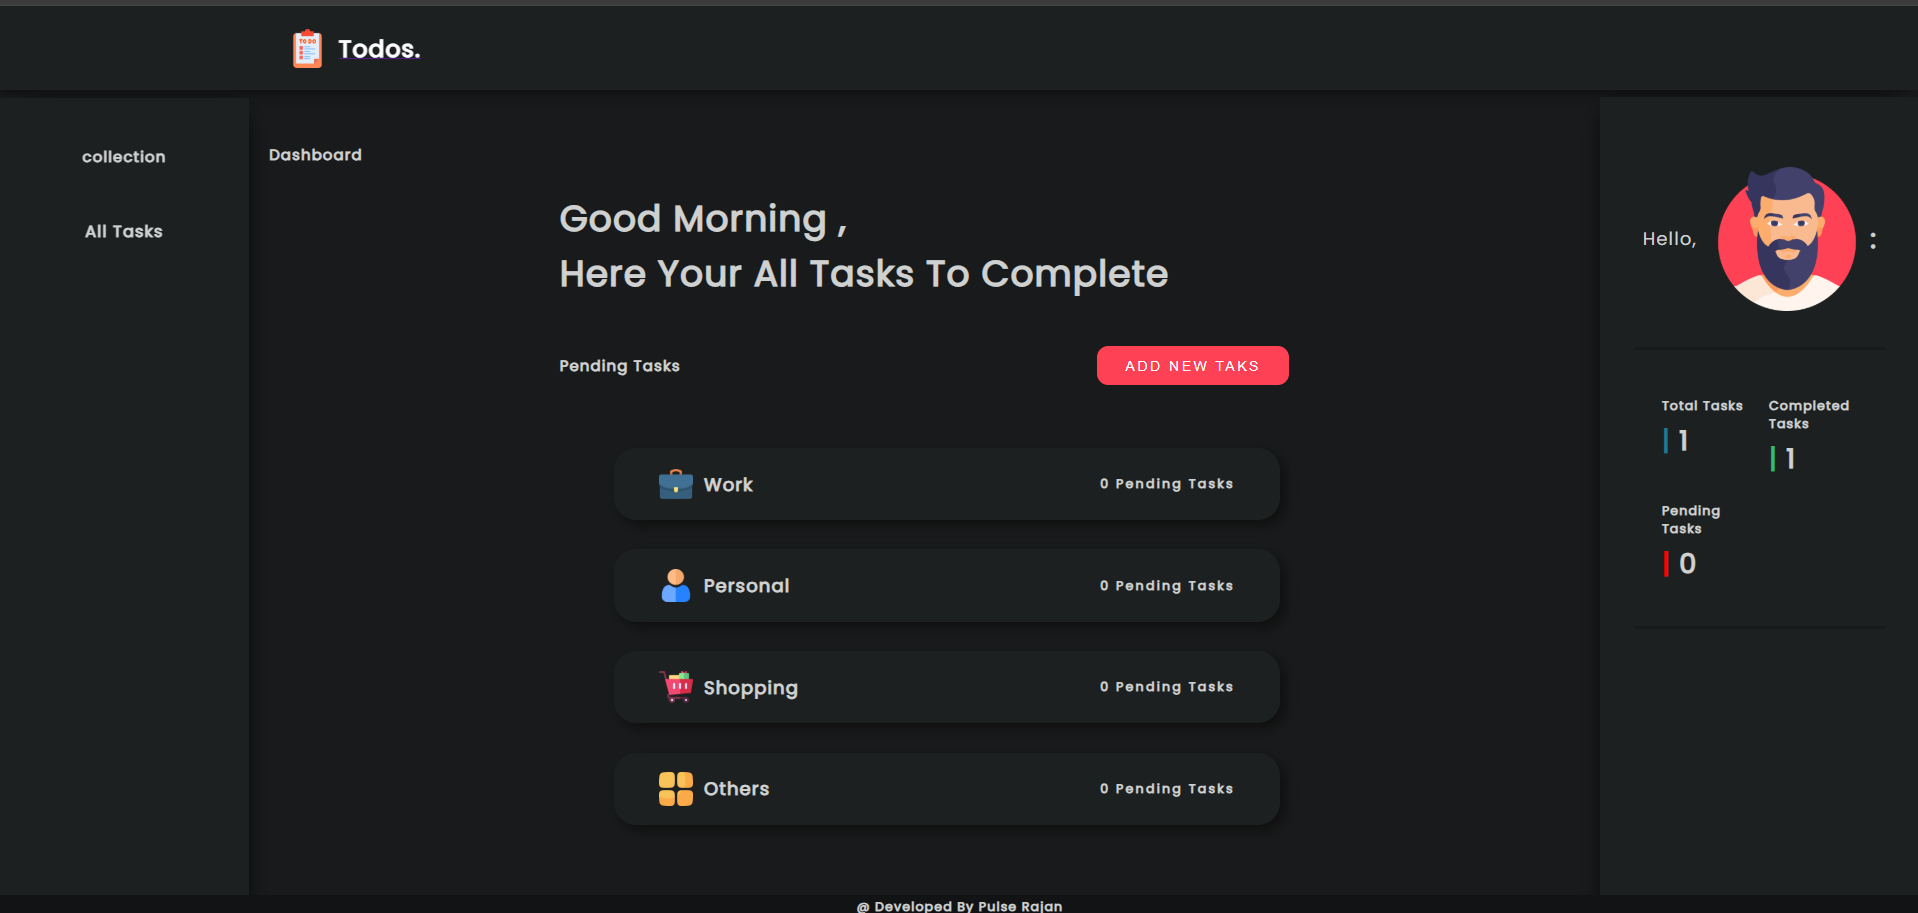 TO DO
Todos.
collection
All Tasks
Dashboard
Good Morning ,
Here Your All Tasks To Complete
Pending Tasks
ADD NEW TAKS
Work
0 Pending Tasks
Personal
0 Pending Tasks
Shopping
0 Pending Tasks
Others
0 Pending Tasks
Hello,
:
Total Tasks
1
Completed
Tasks
1
Pending
Tasks
0
@ Developed By Pulse Rajan